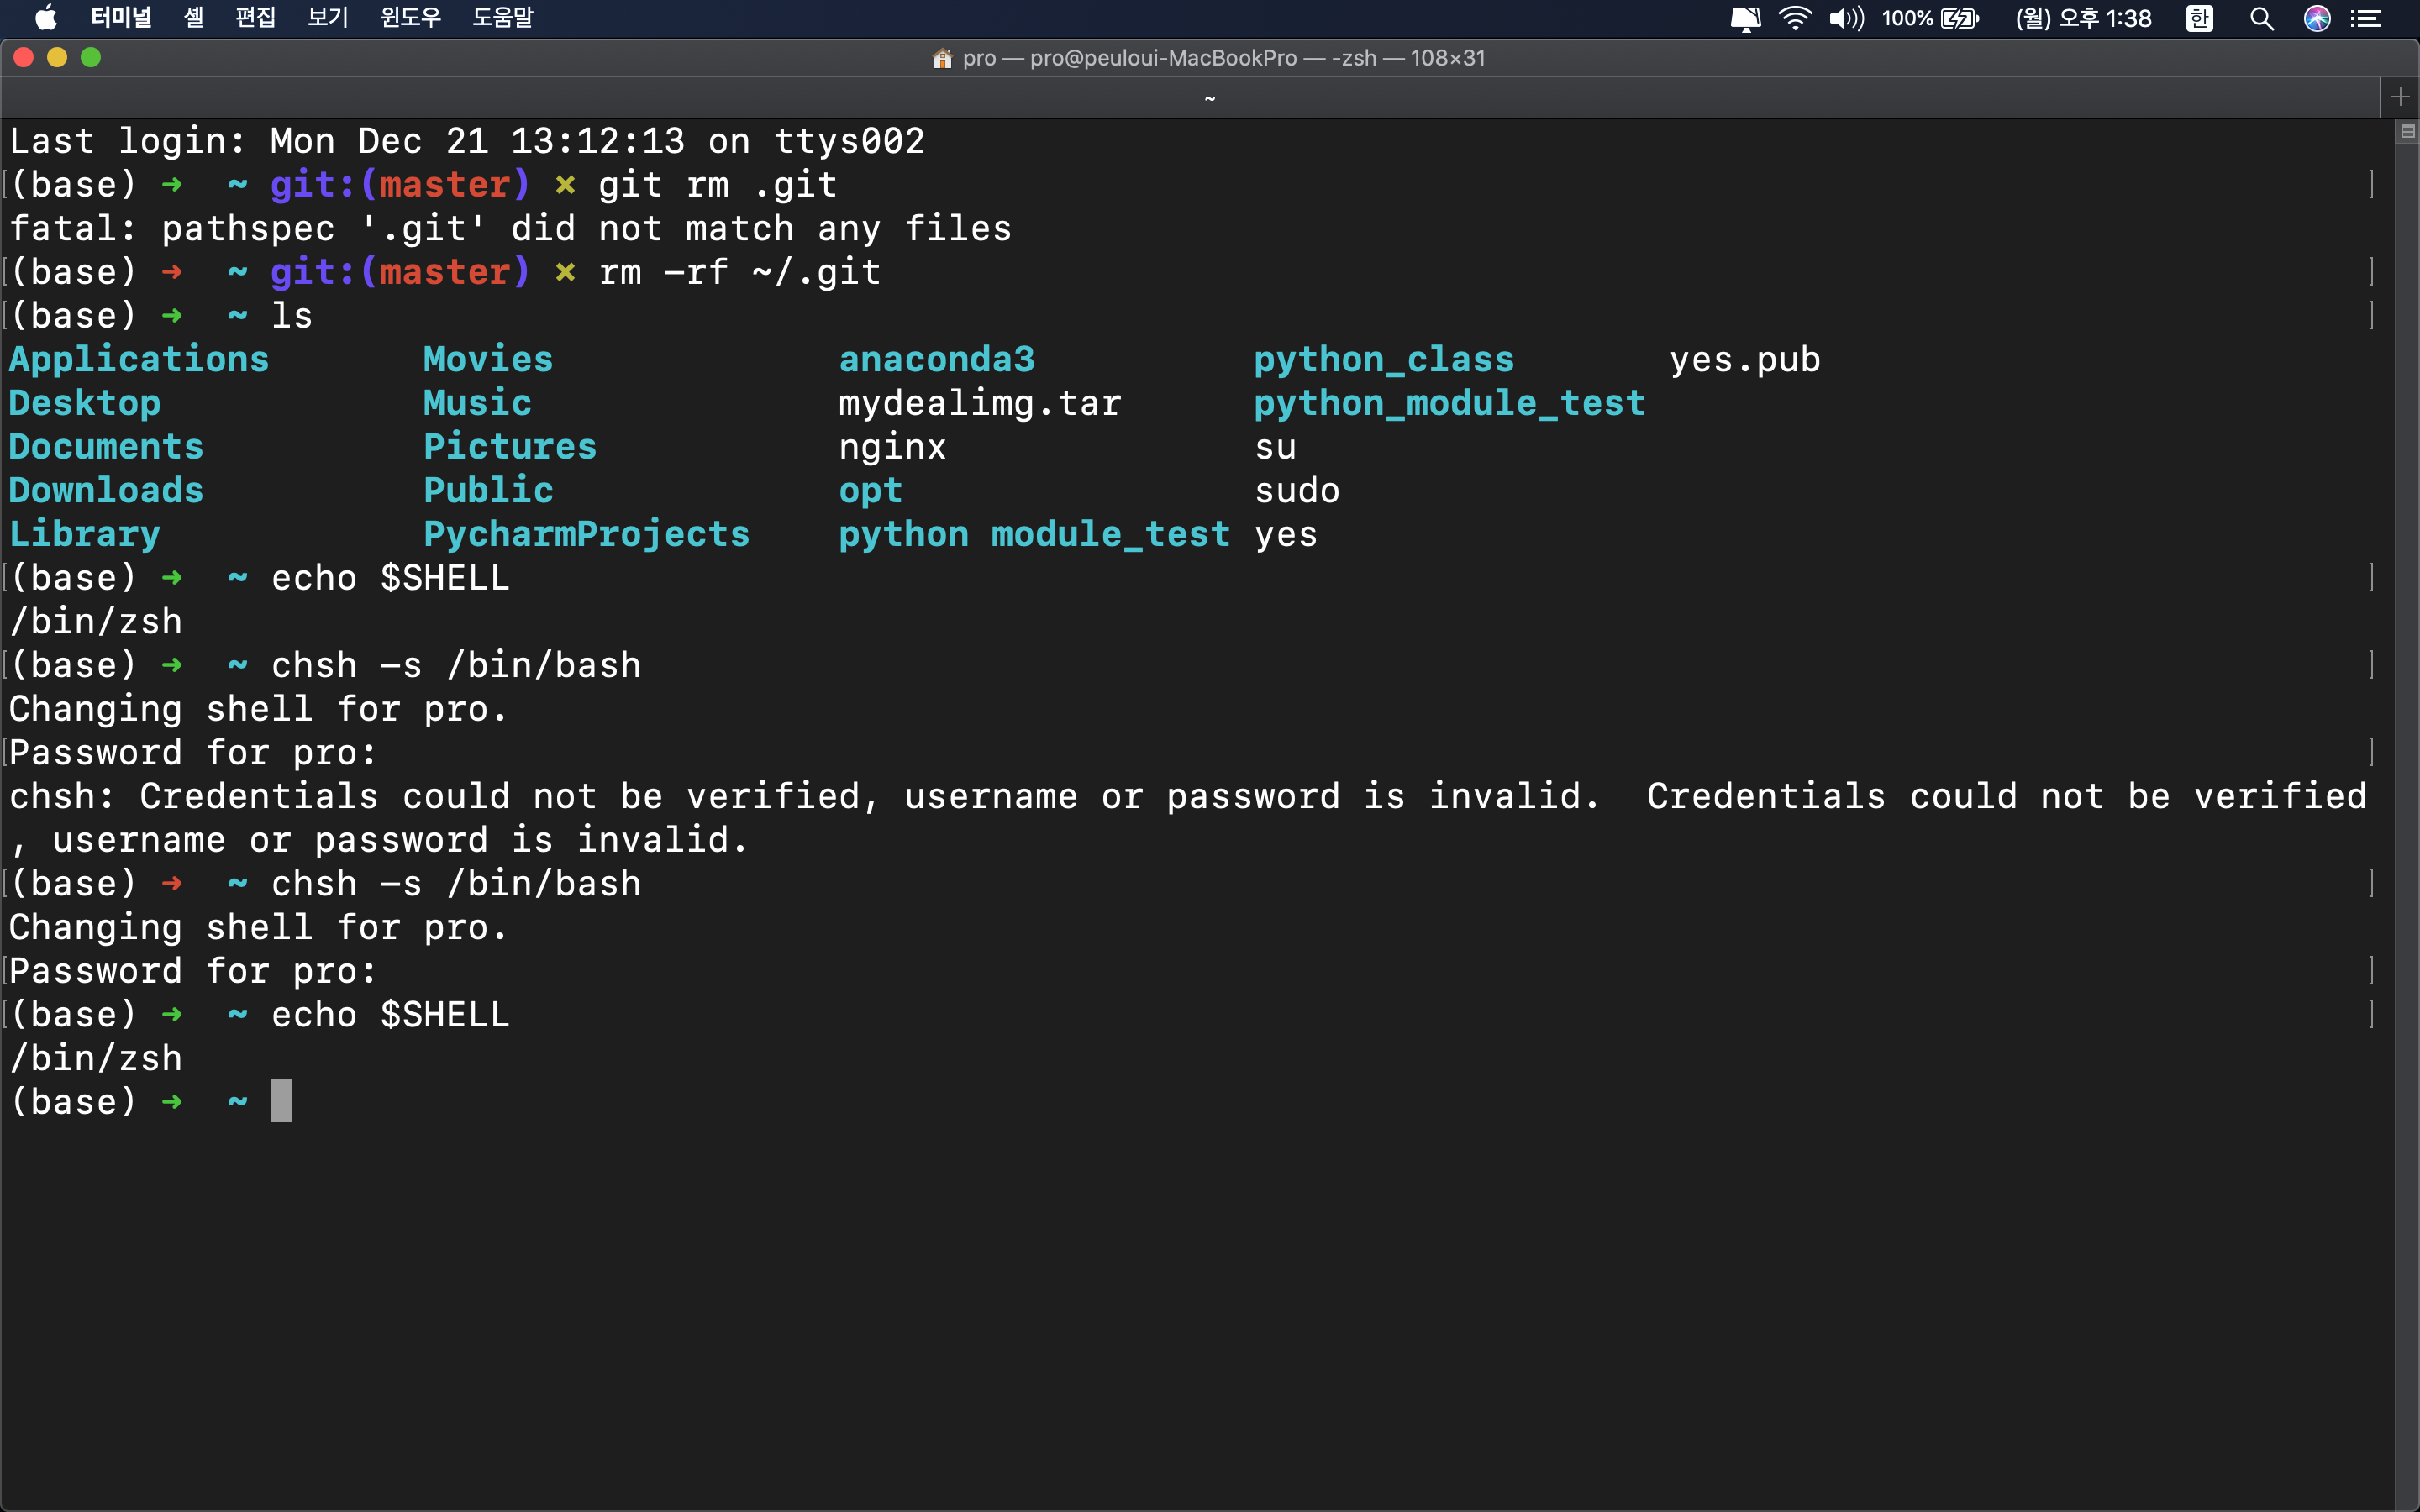 터미널 셸 편집 보기 윈도우 도움말 100% (월) 오후 1:38 한
pro — pro@peuloui-MacBookPro — -zsh — 108×31
~
Last login: Mon Dec 21 13:12:13 on ttys002
(base) ➜ ~ git:(master) × git rm .git
fatal: pathspec '.git' did not match any files
(base) ➜ ~ git:(master) × rm -rf ~/.git
(base) ➜ ~ ls
Applications Movies anaconda3 python_class yes.pub
Desktop Music mydealimg.tar python_module_test
Documents Pictures nginx su
Downloads Public opt sudo
Library PycharmProjects python module_test yes
(base) ➜ ~ echo $SHELL
/bin/zsh
(base) ➜ ~ chsh -s /bin/bash
Changing shell for pro.
Password for pro:
chsh: Credentials could not be verified, username or password is invalid.  Credentials could not be verified
, username or password is invalid.
(base) ➜ ~ chsh -s /bin/bash
Changing shell for pro.
Password for pro:
(base) ➜ ~ echo $SHELL
/bin/zsh
(base) ➜ ~